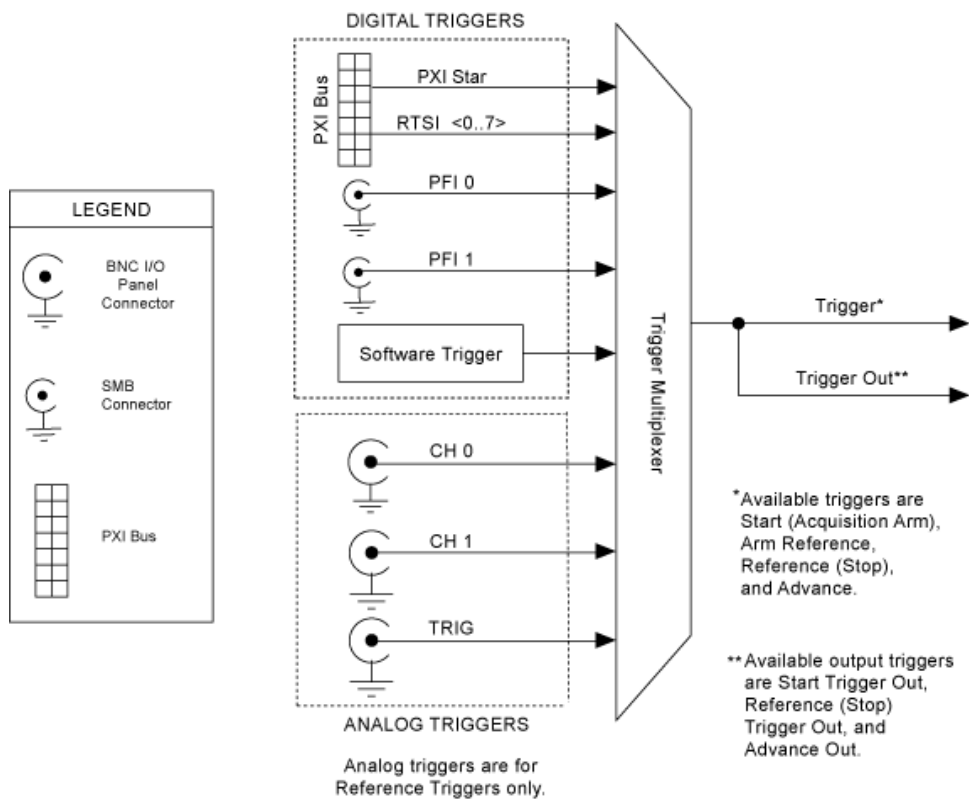 DIGITAL TRIGGERS
PXI Bus
PXI Star
RTSI <0..7>
PFI 0
PFI 1
Software Trigger
LEGEND
BNC I/O
Panel
Connector
SMB
Connector
PXI Bus
CH 0
CH 1
TRIG
ANALOG TRIGGERS
Analog triggers are for
Reference Triggers only.
Trigger Multiplexer
Trigger*
Trigger Out**
*Available triggers are
Start (Acquisition Arm),
Arm Reference,
Reference (Stop),
and Advance.
**Available output triggers
are Start Trigger Out,
Reference (Stop)
Trigger Out, and
Advance Out.